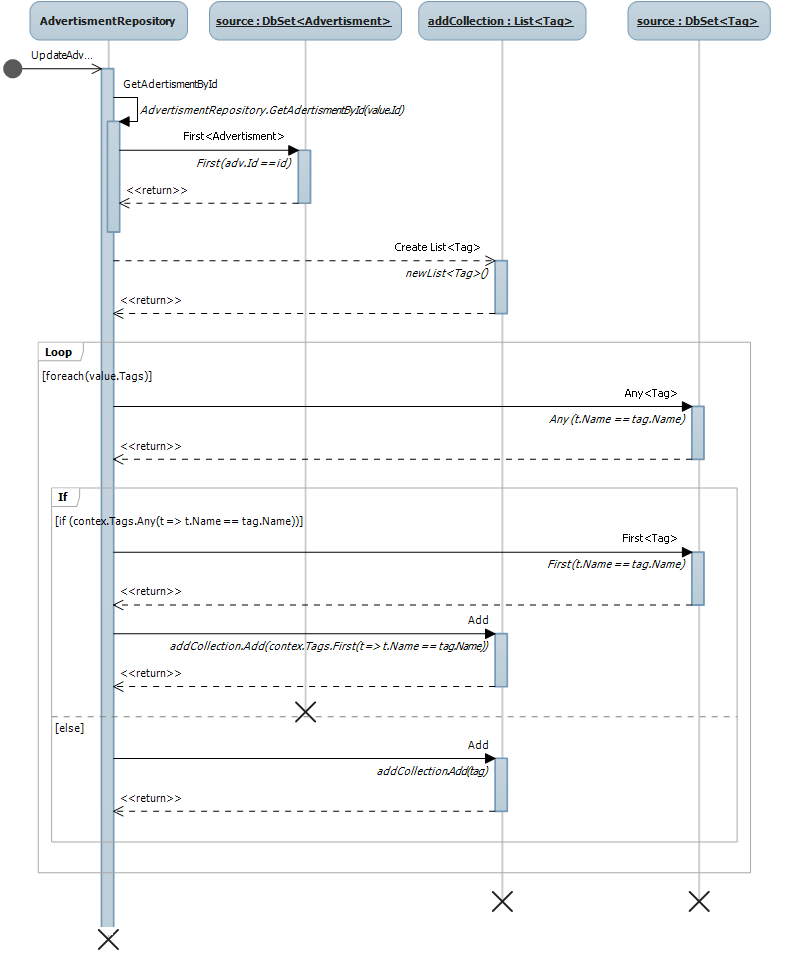 AdvertismentRepository
source : DbSet<Advertisment>
addCollection : List<Tag>
source : DbSet<Tag>
UpdateAdv...
GetAdertismentById
AdvertismentRepository.GetAdertismentById(value.Id)
First<Advertisment>
First(adv.Id == id)
<<return>>
Create List<Tag>
newList<Tag>()
<<return>>
Loop
[foreach(value.Tags)]
Any<Tag>
Any(t.Name == tag.Name)
<<return>>
If
[if (contex.Tags.Any(t => t.Name == tag.Name))]
First<Tag>
First(t.Name == tag.Name)
<<return>>
Add
addCollection.Add(contex.Tags.First(t => t.Name == tag.Name))
<<return>>
[else]
Add
addCollection.Add(tag)
<<return>>